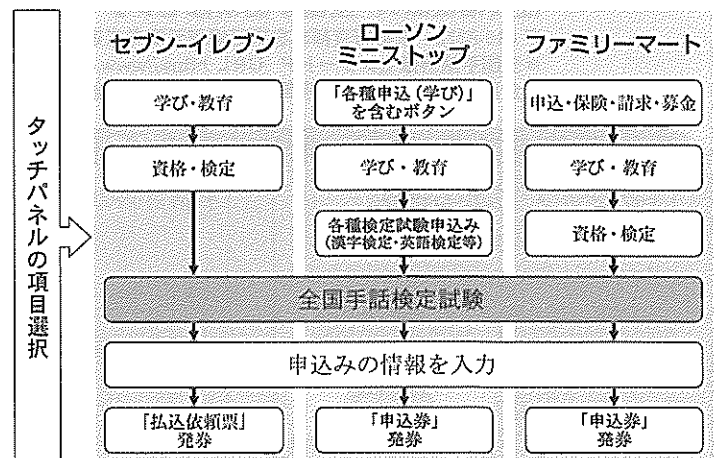 タッチパネルの項目選択
セブン-イレブン
学び・教育
資格・検定
ローソン
ミニストップ
「各種申込(学び)」
を含むボタン
学び・教育
各種検定試験申込み
(漢字検定・英語検定等)
ファミリーマート
申込・保険・請求・募金
学び・教育
資格・検定
全国手話検定試験
申込みの情報を入力
「払込依頼票」
発券
「申込券」
発券
「申込券」
発券